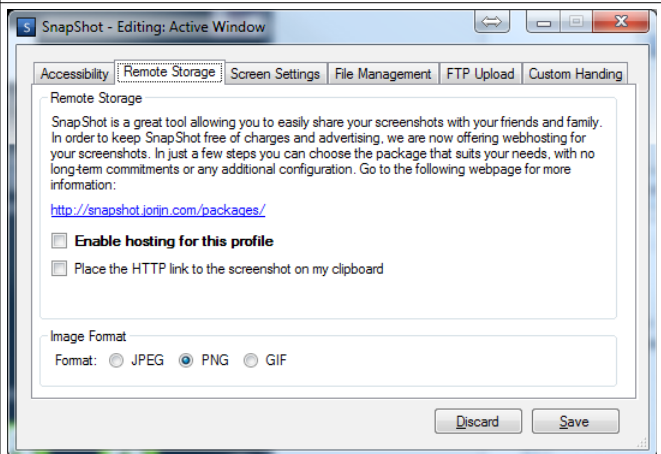 S SnapShot - Editing: Active Window
Accessibility Remote Storage Screen Settings File Management FTP Upload Custom Handing
Remote Storage
SnapShot is a great tool allowing you to easily share your screenshots with your friends and family.
In order to keep SnapShot free of charges and advertising, we are now offering webhosting for
your screenshots. In just a few steps you can choose the package that suits your needs, with no
long-term commitments or any additional configuration. Go to the following webpage for more
information:
http://snapshot.jorijn.com/packages/
Enable hosting for this profile
Place the HTTP link to the screenshot on my clipboard
Image Format
Format: JPEG PNG GIF
Discard Save